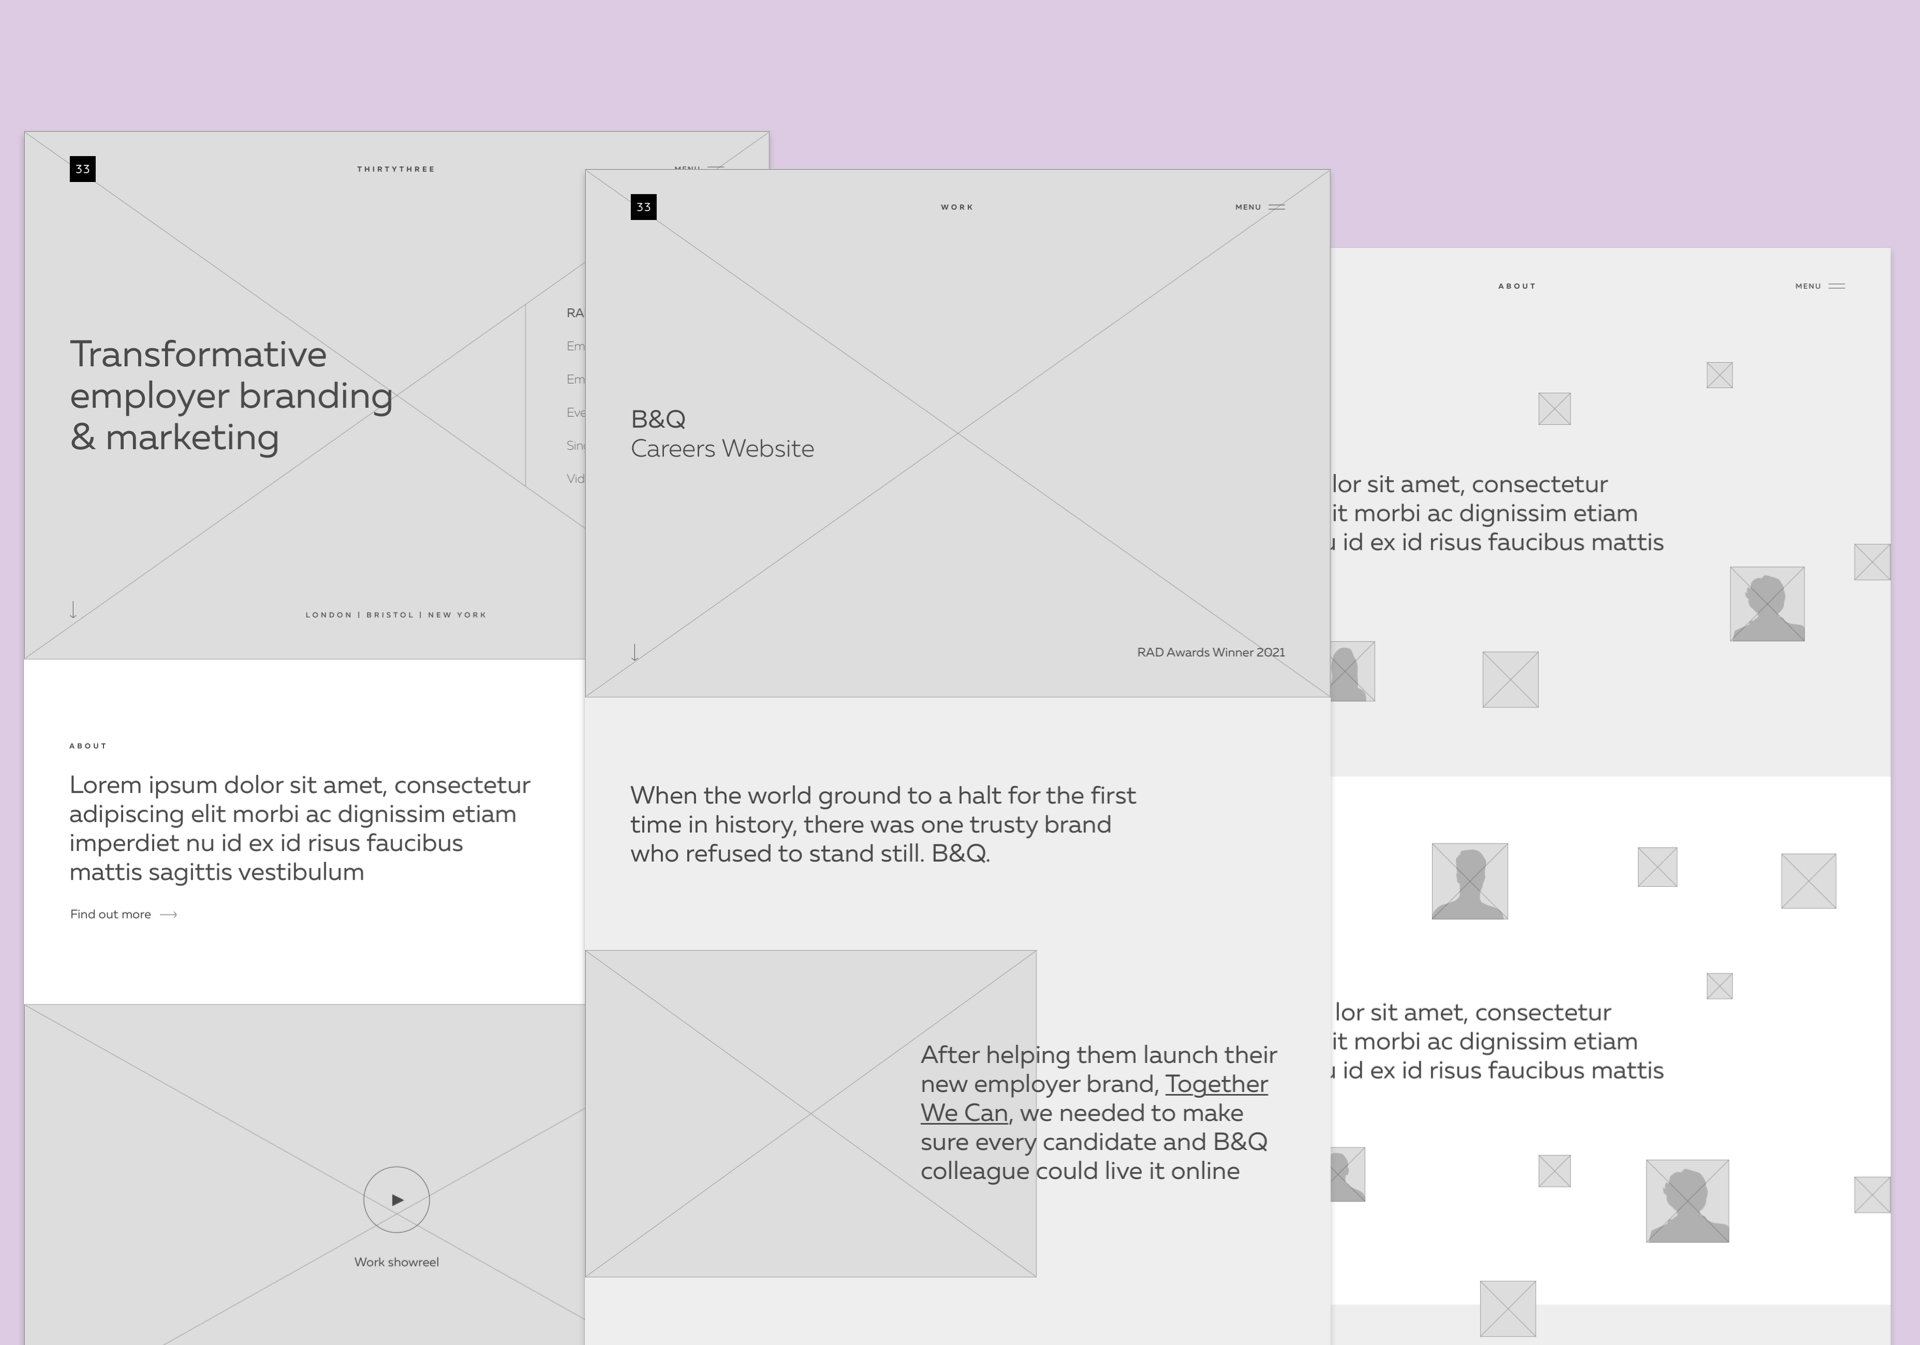 33
THIRTYTHREE
MENU
Transformative
employer branding
& marketing
RA
Em
Em
Eve
Sin
Vid
LONDON | BRISTOL | NEW YORK
ABOUT
Lorem ipsum dolor sit amet, consectetur
adipiscing elit morbi ac dignissim etiam
imperdiet nu id ex id risus faucibus
mattis sagittis vestibulum
Find out more
Work showreel
33
WORK
MENU
B&Q
Careers Website
RAD Awards Winner 2021
When the world ground to a halt for the first
time in history, there was one trusty brand
who refused to stand still. B&Q.
After helping them launch their
new employer brand, Together
We Can, we needed to make
sure every candidate and B&Q
colleague could live it online
ABOUT
MENU
lor sit amet, consectetur
it morbi ac dignissim etiam
id ex id risus faucibus mattis
lor sit amet, consectetur
it morbi ac dignissim etiam
id ex id risus faucibus mattis